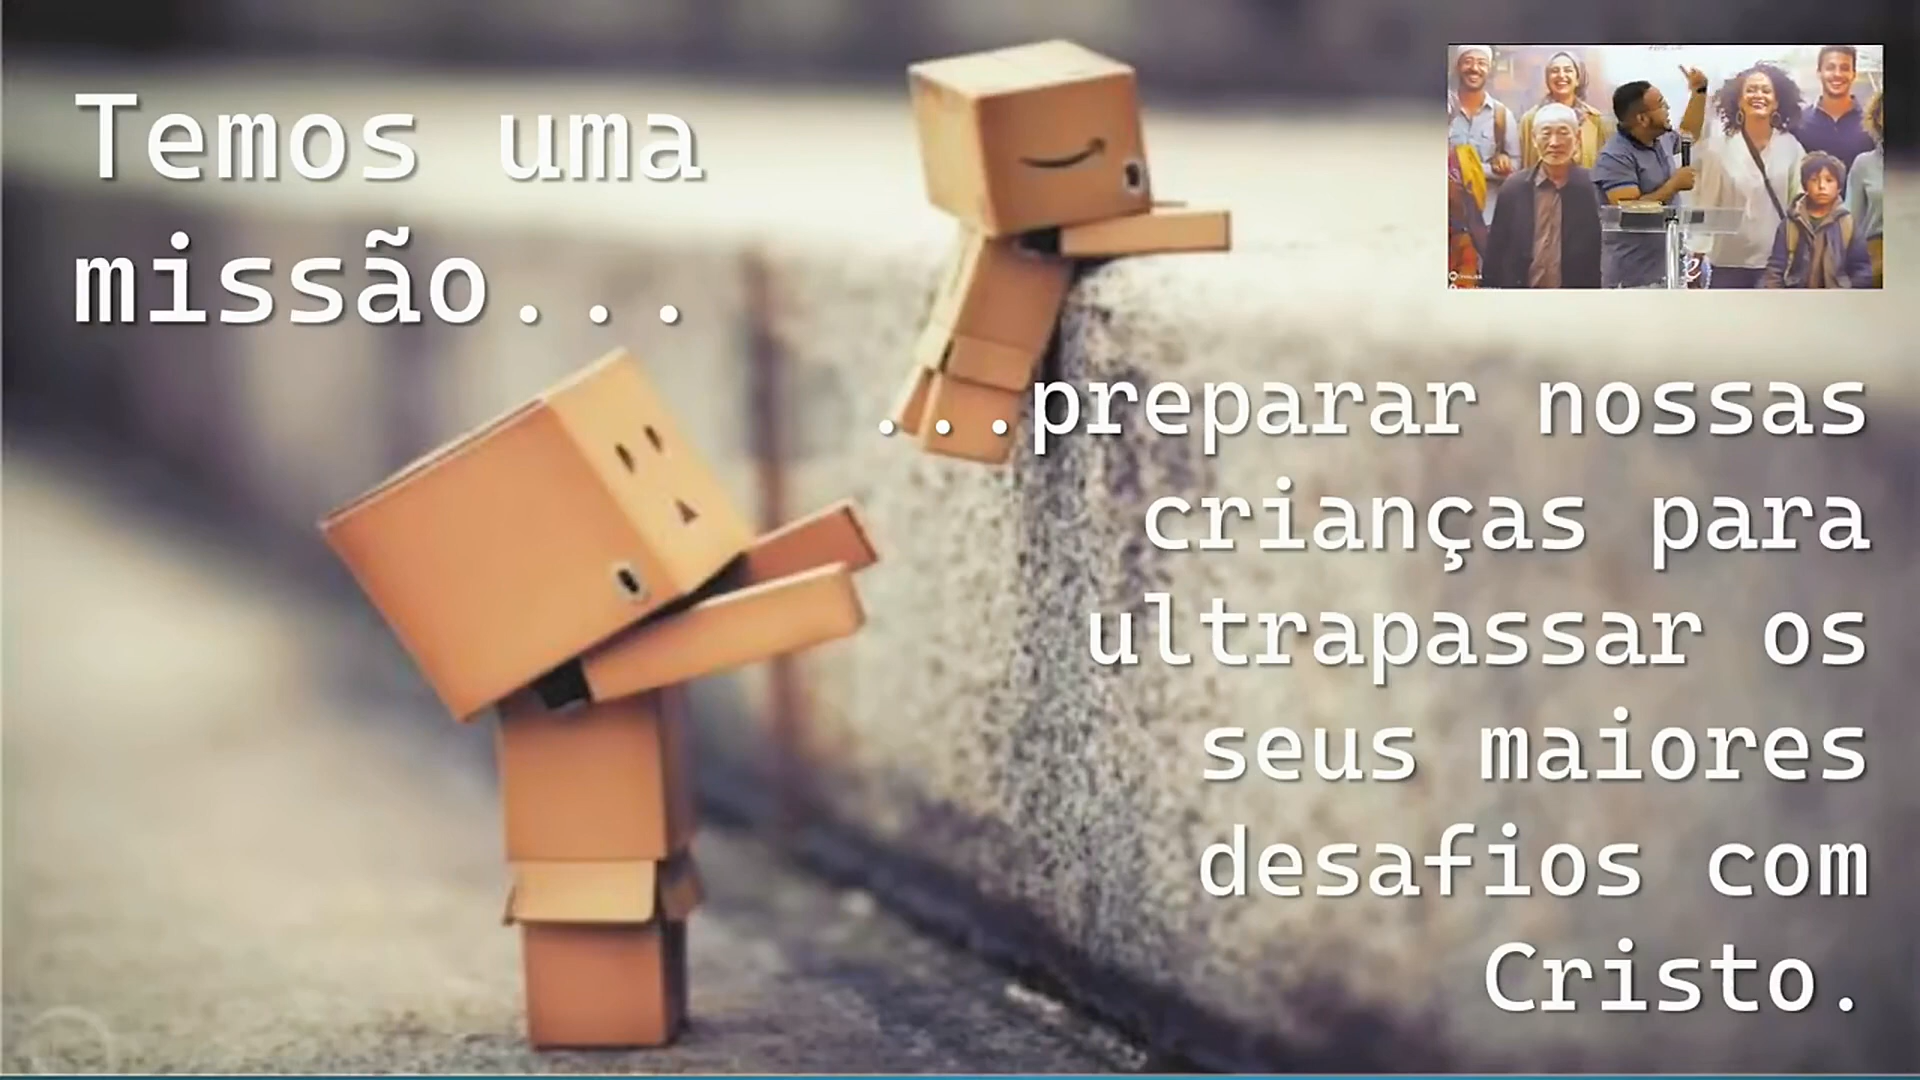 Temos uma
missão...
...preparar nossas
crianças para
ultrapassar os
seus maiores
desafios com
Cristo.